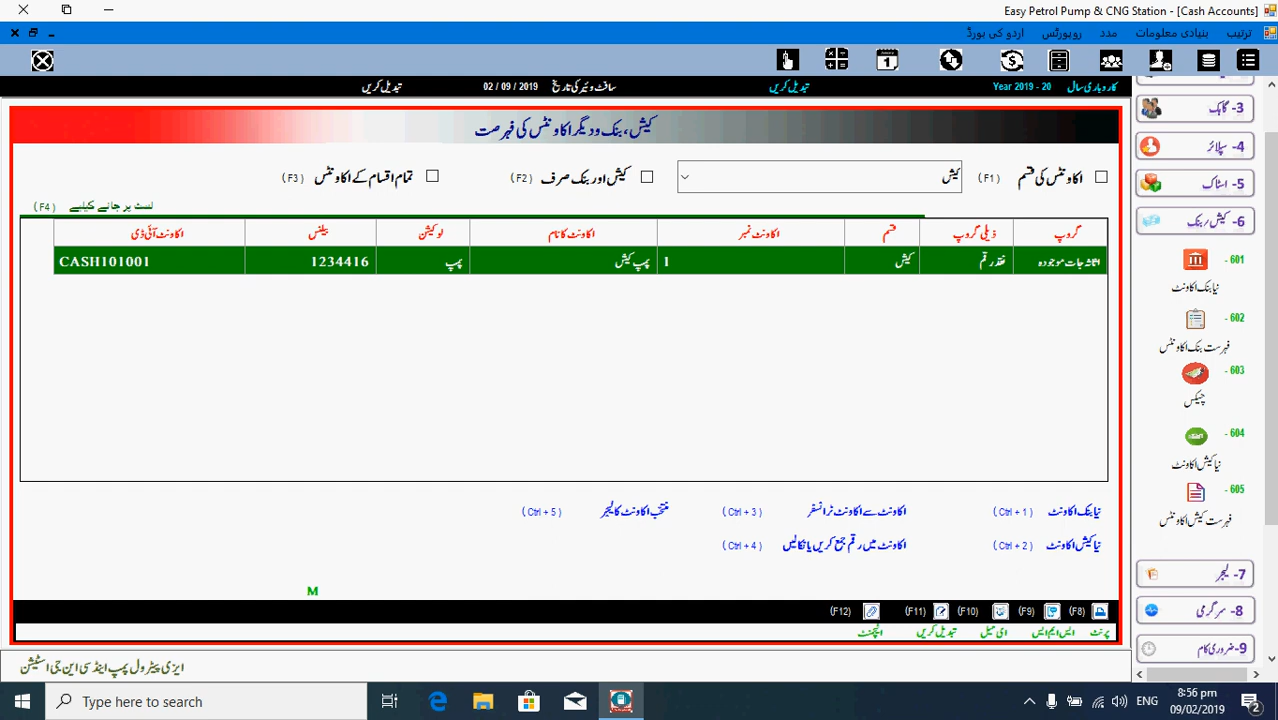 Easy Petrol Pump & CNG Station - [Cash Accounts]
ترتیب بنیادی معلومات مدد رپورٹس اردو کی بورڈ
کاروباری سال Year 2019 - 20 تبدیل کریں سافٹ وئیر کی تاریخ 02 / 09 / 2019 تبدیل کریں
کیش، بنک و دیگر اکاونٹس کی فہرصت
اکاونٹس کی قسم (F1) کیش کیش اور بنک صرف (F2) تمام اقسام کے اکاونٹس (F3)
لسٹ پر جانے کیلیے (F4)
گروپ ذیلی گروپ قسم اکاونٹ نمبر اکاونٹ کا نام لوکیشن بیلنس اکاونٹ آئی ڈی
اثاثہ جات موجودہ نقد رقم کیش 1 پمپ کیش پمپ 1234416 CASH101001
نیا بنک اکاونٹ (Ctrl + 1) اکاونٹ سے اکاونٹ ٹرانسفر (Ctrl + 3) منتخب اکاونٹ کا لیجر (Ctrl + 5)
نیا کیش اکاونٹ (Ctrl + 2) اکاونٹ میں رقم جمع کریں یا نکالیں (Ctrl + 4)
M
(F8) (F9) (F10) (F11) (F12)
پرنٹ ایس ایم ایس ای میل تبدیل کریں اٹیچمنٹ
3- گاہک
4- سپلائر
5- اسٹاک
6- کیش ر بنک
601 -
نیا بنک اکاونٹ
602 -
فہرست بنک اکاونٹس
603 -
چیکس
604 -
نیا کیش اکاونٹ
605 -
فہرست کیش اکاونٹس
7- لیجر
8- سرگرمی
9- ضروری کام
ایزی پیٹرول پمپ اینڈ سی این جی اسٹیشن
Type here to search
ENG
8:56 pm
09/02/2019
2